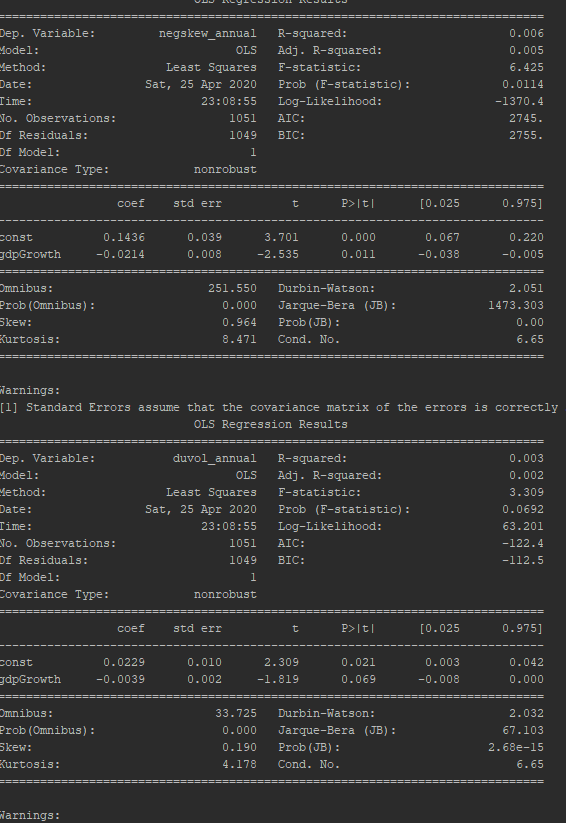 OLS Regression Results
==============================================================================
Dep. Variable: negskew_annual R-squared: 0.006
Model: OLS Adj. R-squared: 0.005
Method: Least Squares F-statistic: 6.425
Date: Sat, 25 Apr 2020 Prob (F-statistic): 0.0114
Time: 23:08:55 Log-Likelihood: -1370.4
No. Observations: 1051 AIC: 2745.
Df Residuals: 1049 BIC: 2755.
Df Model: 1
Covariance Type: nonrobust
==============================================================================
coef std err t P>|t| [0.025 0.975]
------------------------------------------------------------------------------
const 0.1436 0.039 3.701 0.000 0.067 0.220
gdpGrowth -0.0214 0.008 -2.535 0.011 -0.038 -0.005
==============================================================================
Omnibus: 251.550 Durbin-Watson: 2.051
Prob(Omnibus): 0.000 Jarque-Bera (JB): 1473.303
Skew: 0.964 Prob(JB): 0.00
Kurtosis: 8.471 Cond. No. 6.65
==============================================================================
Warnings:
[1] Standard Errors assume that the covariance matrix of the errors is correctly
OLS Regression Results
==============================================================================
Dep. Variable: duvol_annual R-squared: 0.003
Model: OLS Adj. R-squared: 0.002
Method: Least Squares F-statistic: 3.309
Date: Sat, 25 Apr 2020 Prob (F-statistic): 0.0692
Time: 23:08:55 Log-Likelihood: 63.201
No. Observations: 1051 AIC: -122.4
Df Residuals: 1049 BIC: -112.5
Df Model: 1
Covariance Type: nonrobust
==============================================================================
coef std err t P>|t| [0.025 0.975]
------------------------------------------------------------------------------
const 0.0229 0.010 2.309 0.021 0.003 0.042
gdpGrowth -0.0039 0.002 -1.819 0.069 -0.008 0.000
==============================================================================
Omnibus: 33.725 Durbin-Watson: 2.032
Prob(Omnibus): 0.000 Jarque-Bera (JB): 67.103
Skew: 0.190 Prob(JB): 2.68e-15
Kurtosis: 4.178 Cond. No. 6.65
==============================================================================
Warnings: